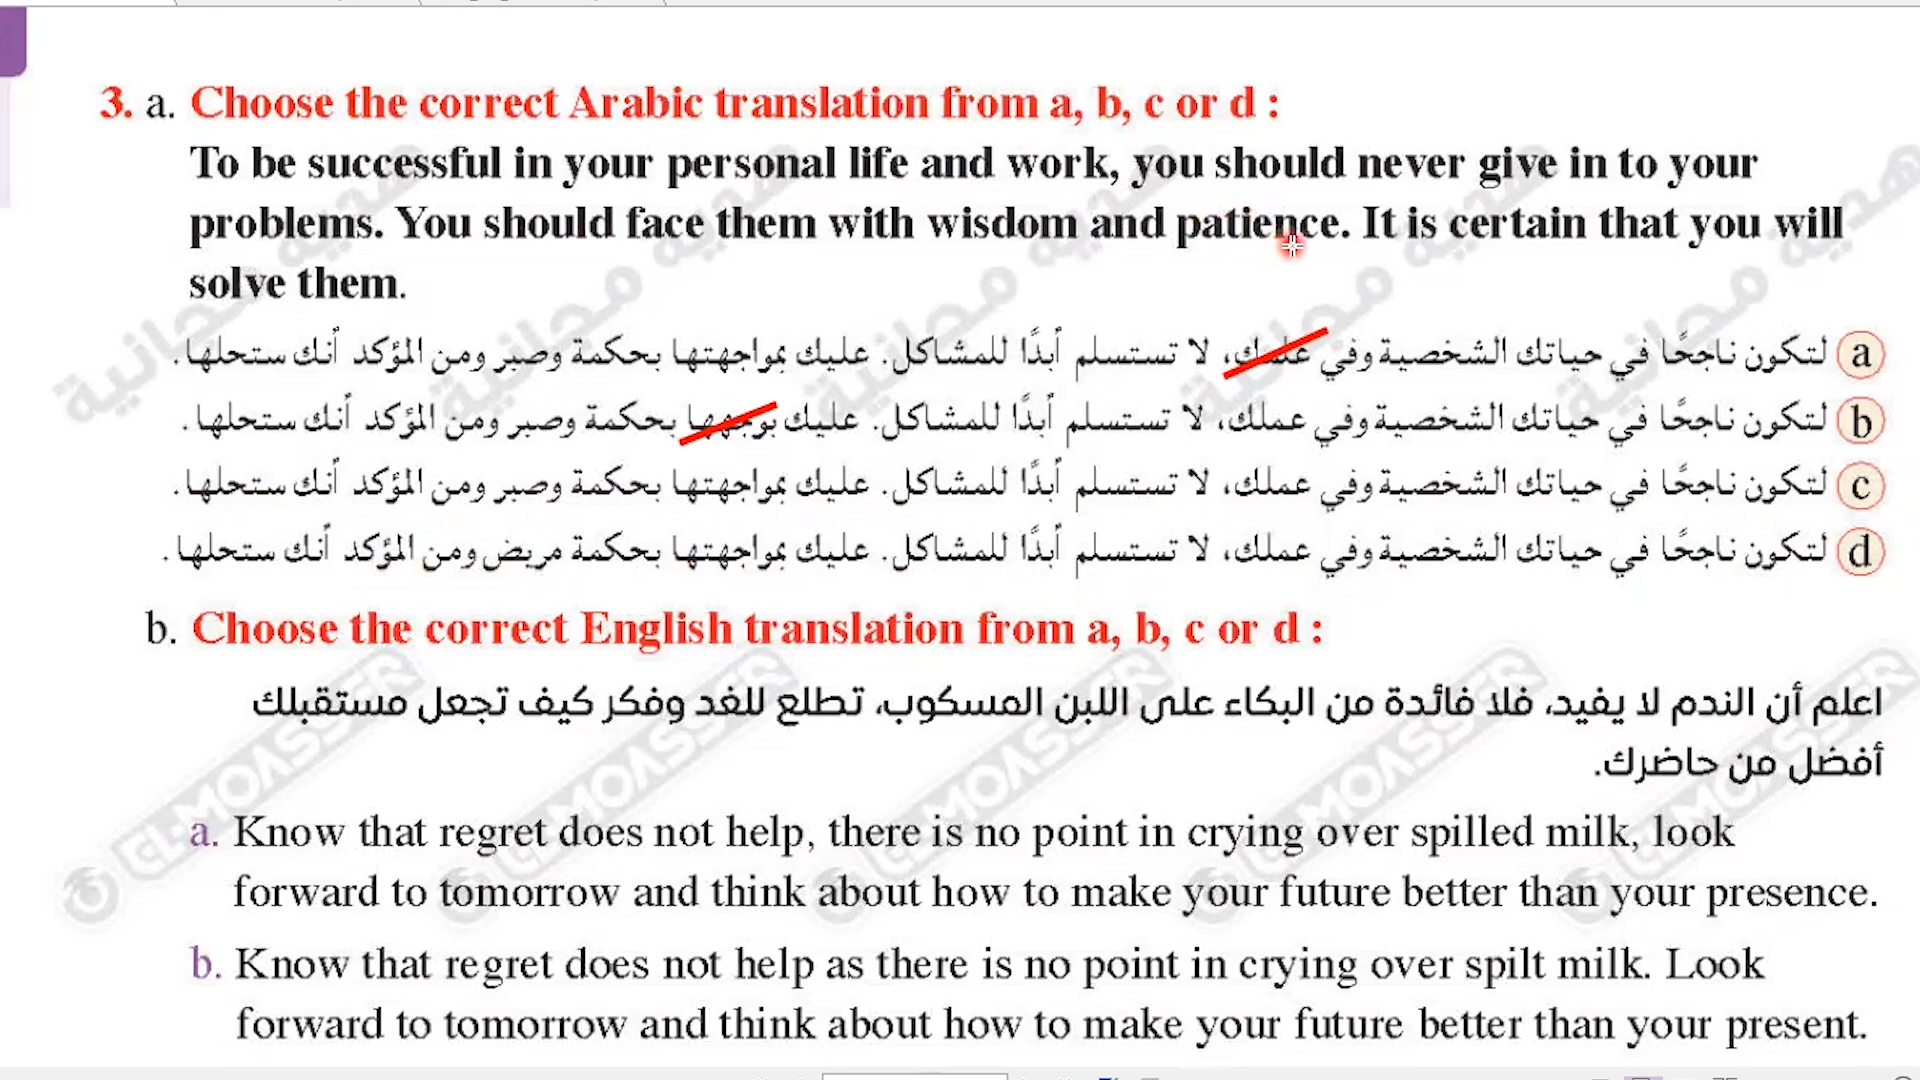 3. a. Choose the correct Arabic translation from a, b, c or d :
To be successful in your personal life and work, you should never give in to your
problems. You should face them with wisdom and patience. It is certain that you will
solve them.
a لتكون ناجحًا في حياتك الشخصية وفي علمك، لا تستسلم أبدًا للمشاكل. عليك بمواجهتها بحكمة وصبر ومن المؤكد أنك ستحلها.
b لتكون ناجحًا في حياتك الشخصية وفي عملك، لا تستسلم أبدًا للمشاكل. عليك بوجهها بحكمة وصبر ومن المؤكد أنك ستحلها.
c لتكون ناجحًا في حياتك الشخصية وفي عملك، لا تستسلم أبدًا للمشاكل. عليك بمواجهتها بحكمة وصبر ومن المؤكد أنك ستحلها.
d لتكون ناجحًا في حياتك الشخصية وفي عملك، لا تستسلم أبدًا للمشاكل. عليك بمواجهتها بحكمة مريض ومن المؤكد أنك ستحلها.
b. Choose the correct English translation from a, b, c or d :
اعلم أن الندم لا يفيد، فلا فائدة من البكاء على اللبن المسكوب، تطلع للغد وفكر كيف تجعل مستقبلك
أفضل من حاضرك.
a. Know that regret does not help, there is no point in crying over spilled milk, look
forward to tomorrow and think about how to make your future better than your presence.
b. Know that regret does not help as there is no point in crying over spilt milk. Look
forward to tomorrow and think about how to make your future better than your present.